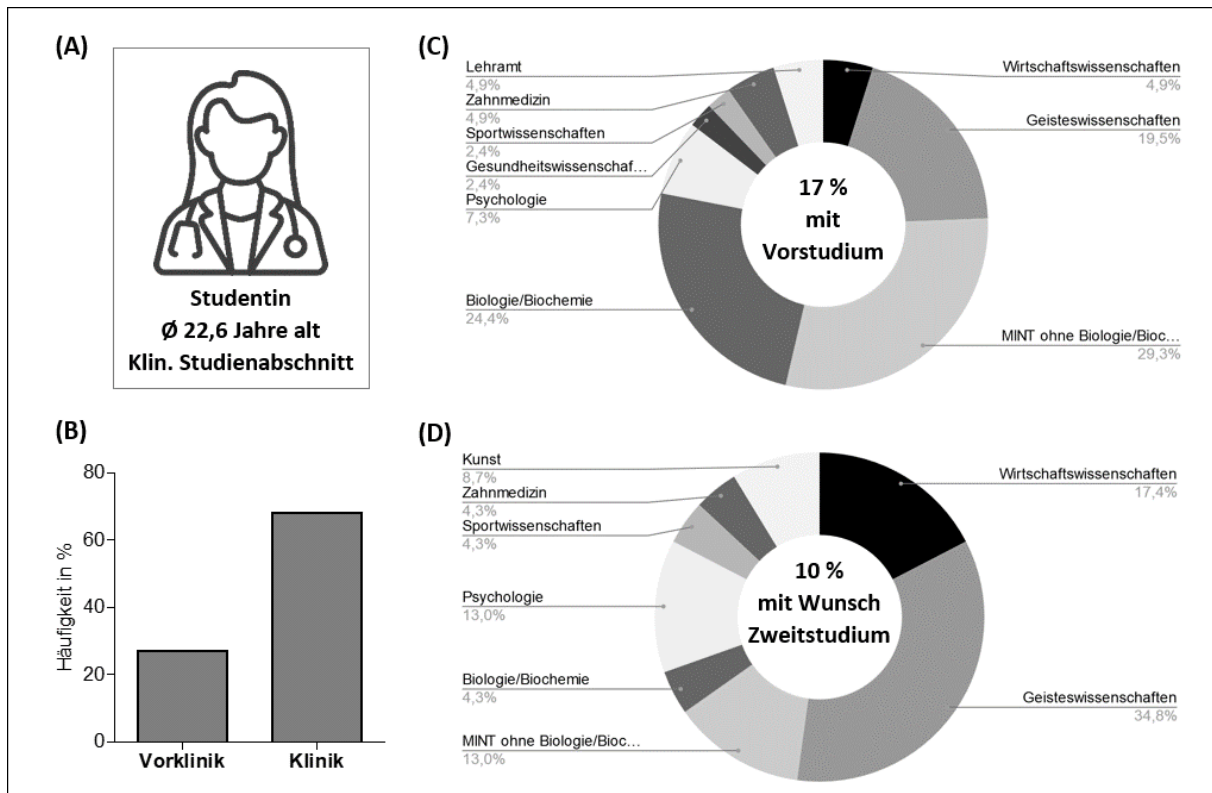 (A)
Studentin
Ø 22,6 Jahre alt
Klin. Studienabschnitt
(B)
80
60
40
20
0
Häufigkeit in %
Vorklinik
Klinik
(C)
Lehramt
4,9%
Zahnmedizin
4,9%
Sportwissenschaften
2,4%
Gesundheitswissenschaf...
2,4%
Psychologie
7,3%
Biologie/Biochemie
24,4%
17 %
mit
Vorstudium
Wirtschaftswissenschaften
4,9%
Geisteswissenschaften
19,5%
MINT ohne Biologie/Bioc...
29,3%
(D)
Kunst
8,7%
Zahnmedizin
4,3%
Sportwissenschaften
4,3%
Psychologie
13,0%
Biologie/Biochemie
4,3%
MINT ohne Biologie/Bioc...
13,0%
10 %
mit Wunsch
Zweitstudium
Wirtschaftswissenschaften
17,4%
Geisteswissenschaften
34,8%